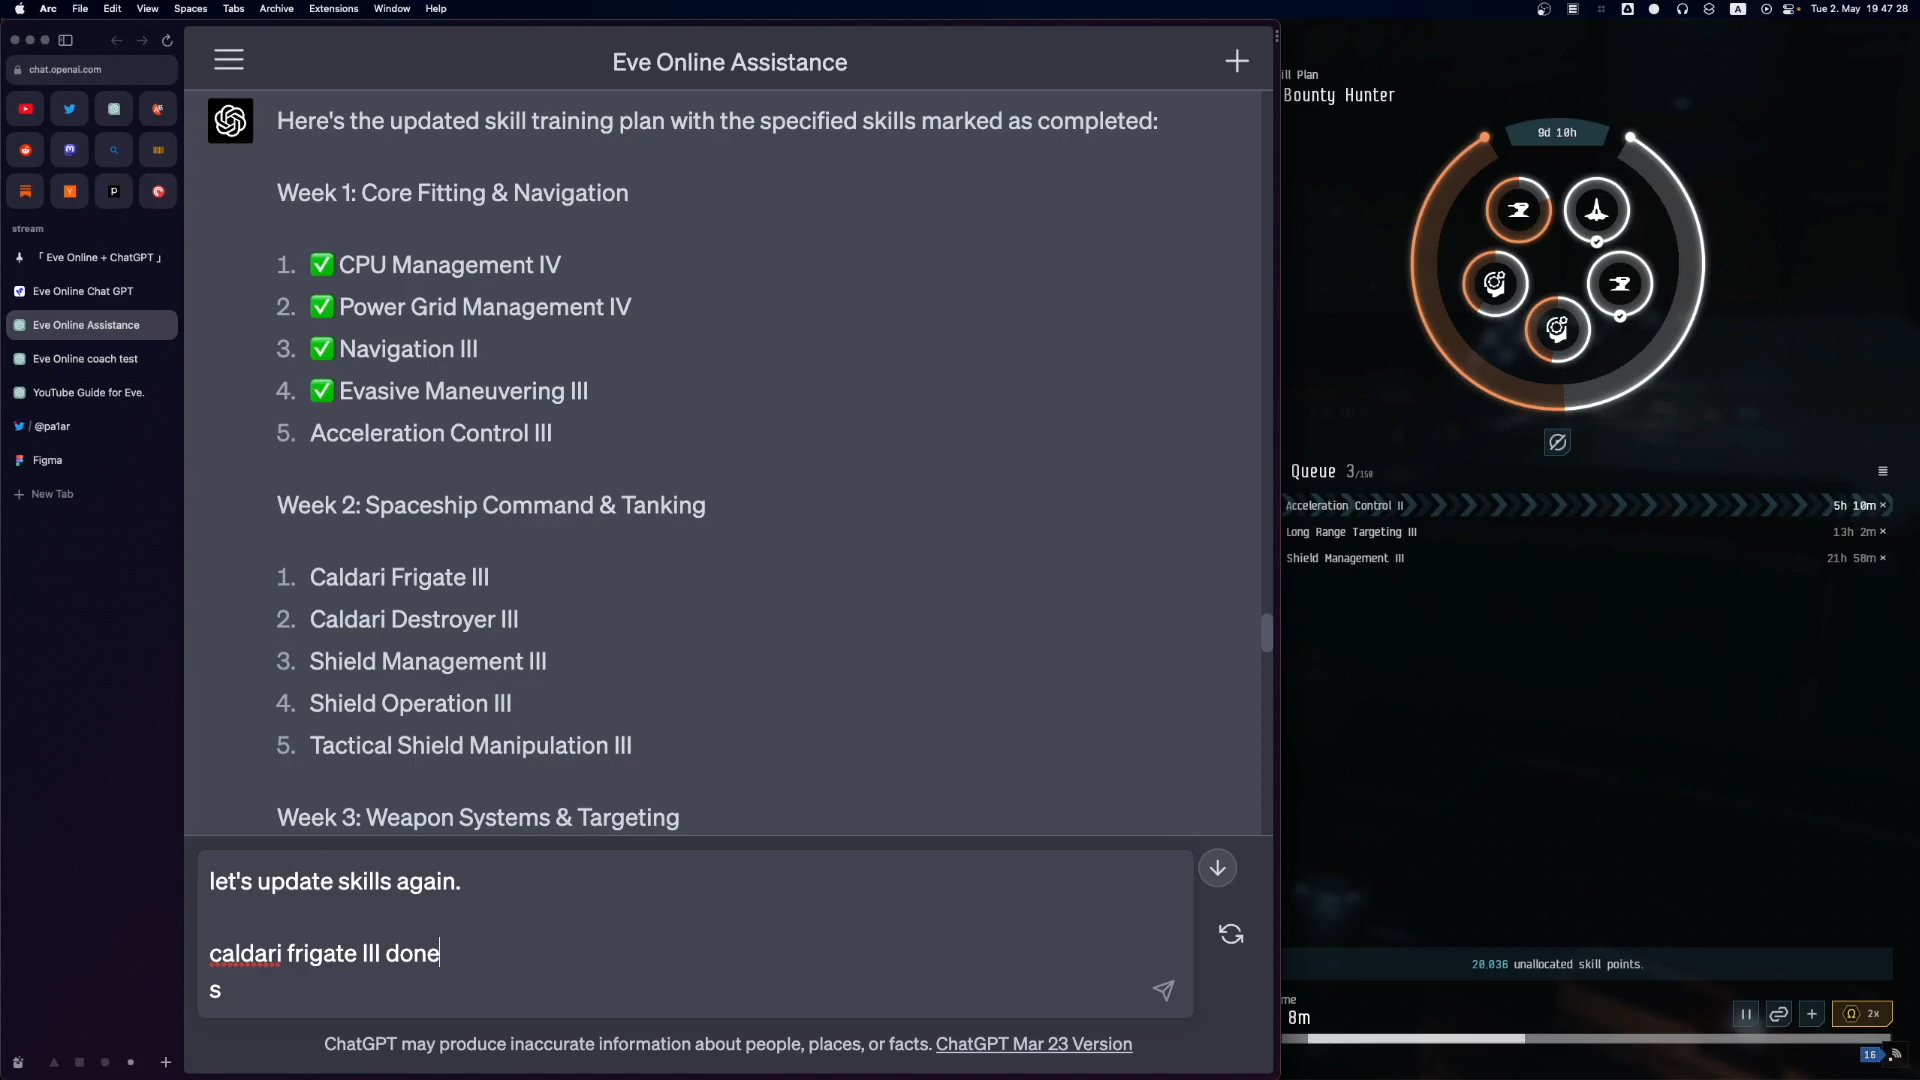 Arc File Edit View Spaces Tabs Archive Extensions Window Help
A Tue 2. May 19 47 28
chat.openai.com
stream
「 Eve Online + ChatGPT 」
Eve Online Chat GPT
Eve Online Assistance
Eve Online coach test
YouTube Guide for Eve.
/ @pa1ar
Figma
New Tab
Eve Online Assistance
Here's the updated skill training plan with the specified skills marked as completed:
Week 1: Core Fitting & Navigation
1. ✅ CPU Management IV
2. ✅ Power Grid Management IV
3. ✅ Navigation III
4. ✅ Evasive Maneuvering III
5. Acceleration Control III
Week 2: Spaceship Command & Tanking
1. Caldari Frigate III
2. Caldari Destroyer III
3. Shield Management III
4. Shield Operation III
5. Tactical Shield Manipulation III
Week 3: Weapon Systems & Targeting
let's update skills again.
caldari frigate III done
s
ChatGPT may produce inaccurate information about people, places, or facts. ChatGPT Mar 23 Version
ill Plan
Bounty Hunter
9d 10h
Queue 3/150
Acceleration Control II 5h 10m ×
Long Range Targeting III 13h 2m ×
Shield Management III 21h 58m ×
20,036 unallocated skill points.
me
8m
Ω 2x
16